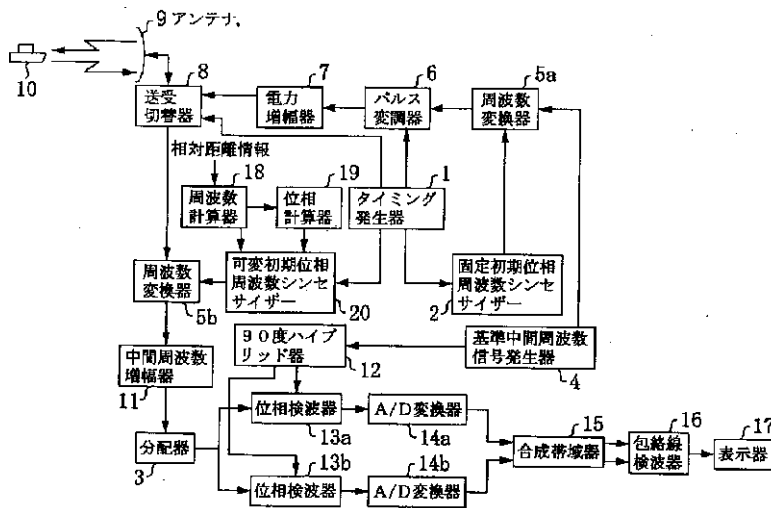 9 アンテナ
10
8
送受
切替器
7
電力
増幅器
6
パルス
変調器
5a
周波数
変換器
相対距離情報
18
周波数
計算器
19
位相
計算器
1
タイミング
発生器
周波数
変換器
5b
可変初期位相
周波数シンセ
サイザー
20
固定初期位相
周波数シンセ
サイザー
2
中間周波数
増幅器
11
90度ハイブ
リッド器
12
基準中間周波数
信号発生器
4
分配器
3
位相検波器
13a
A/D変換器
14a
13b
位相検波器
14b
A/D変換器
15
合成帯域器
16
包絡線
検波器
17
表示器